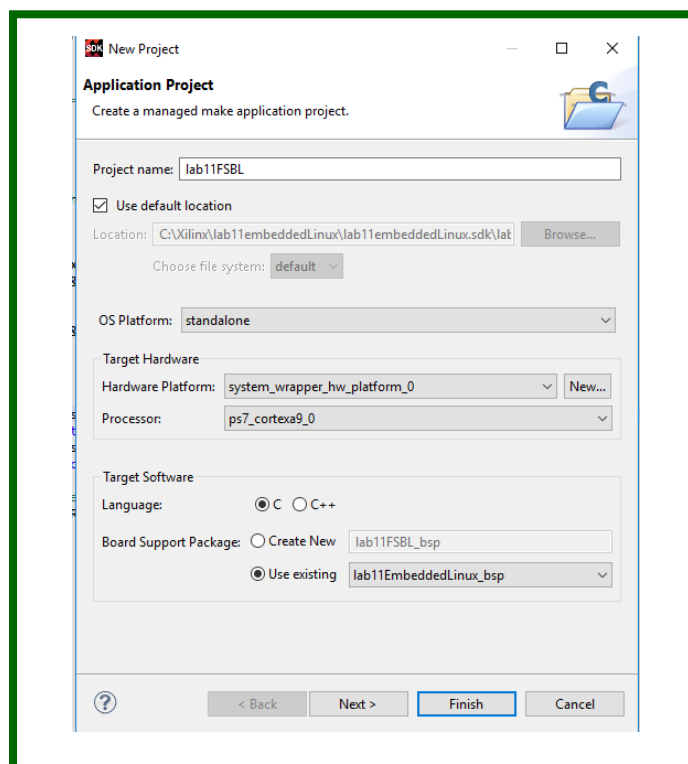 SDK New Project
Application Project
Create a managed make application project.
C
Project name: lab11FSBL
Use default location
Location: C:\Xilinx\lab11embeddedLinux\lab11embeddedLinux.sdk\lab Browse...
Choose file system: default
OS Platform: standalone
Target Hardware
Hardware Platform: system_wrapper_hw_platform_0 New...
Processor: ps7_cortexa9_0
Target Software
Language: C C++
Board Support Package: Create New lab11FSBL_bsp
Use existing lab11EmbeddedLinux_bsp
? < Back Next > Finish Cancel